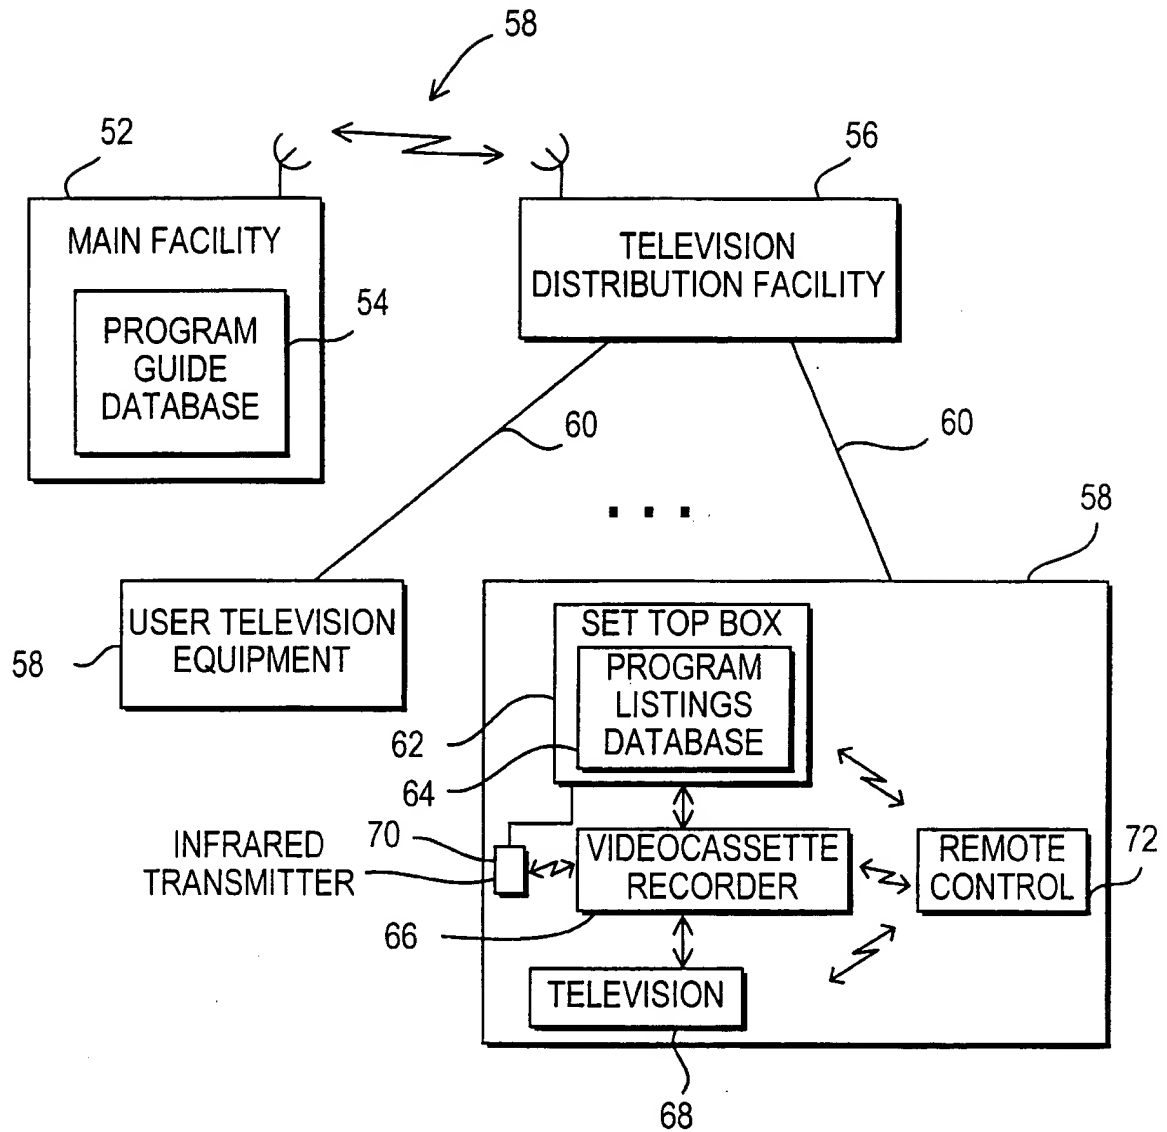 58
52
56
MAIN FACILITY
PROGRAM
GUIDE
DATABASE
54
TELEVISION
DISTRIBUTION FACILITY
60
60
58
USER TELEVISION
EQUIPMENT
58
SET TOP BOX
PROGRAM
LISTINGS
DATABASE
62
64
70
INFRARED
TRANSMITTER
VIDEOCASSETTE
RECORDER
66
REMOTE
CONTROL
72
TELEVISION
68